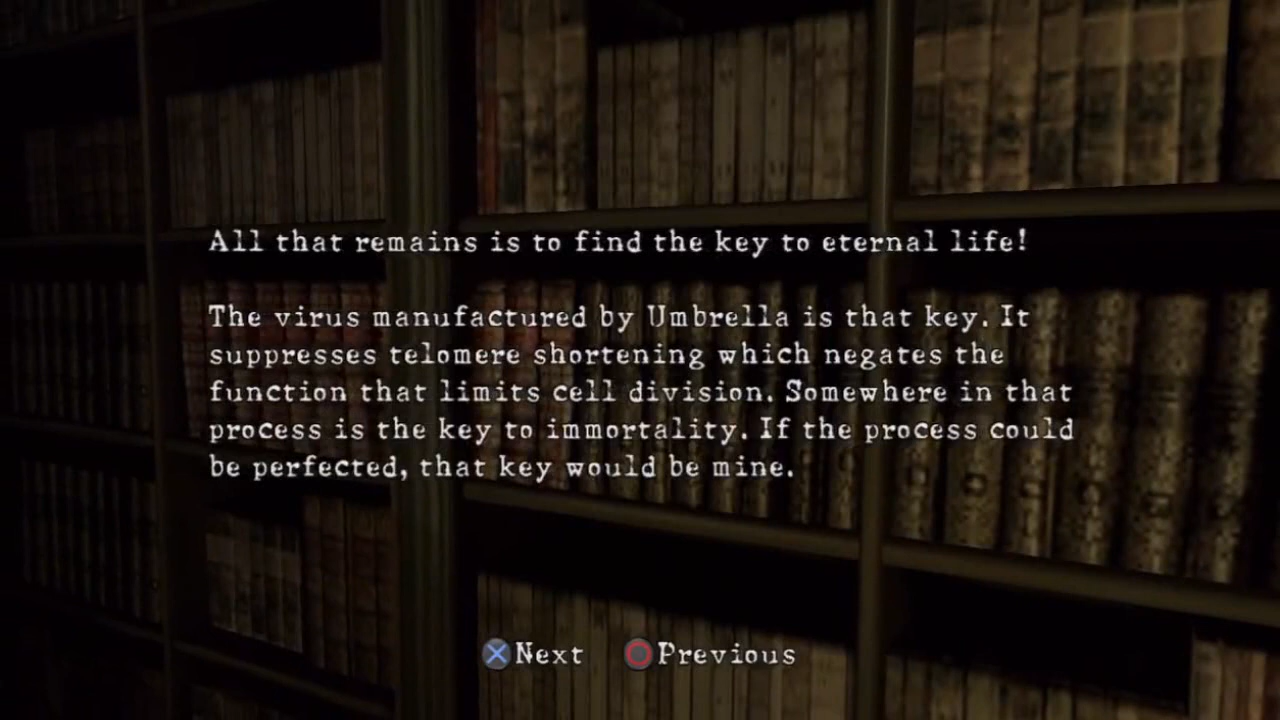 All that remains is to find the key to eternal life!
The virus manufactured by Umbrella is that key. It
suppresses telomere shortening which negates the
function that limits cell division. Somewhere in that
process is the key to immortality. If the process could
be perfected, that key would be mine.
Next Previous